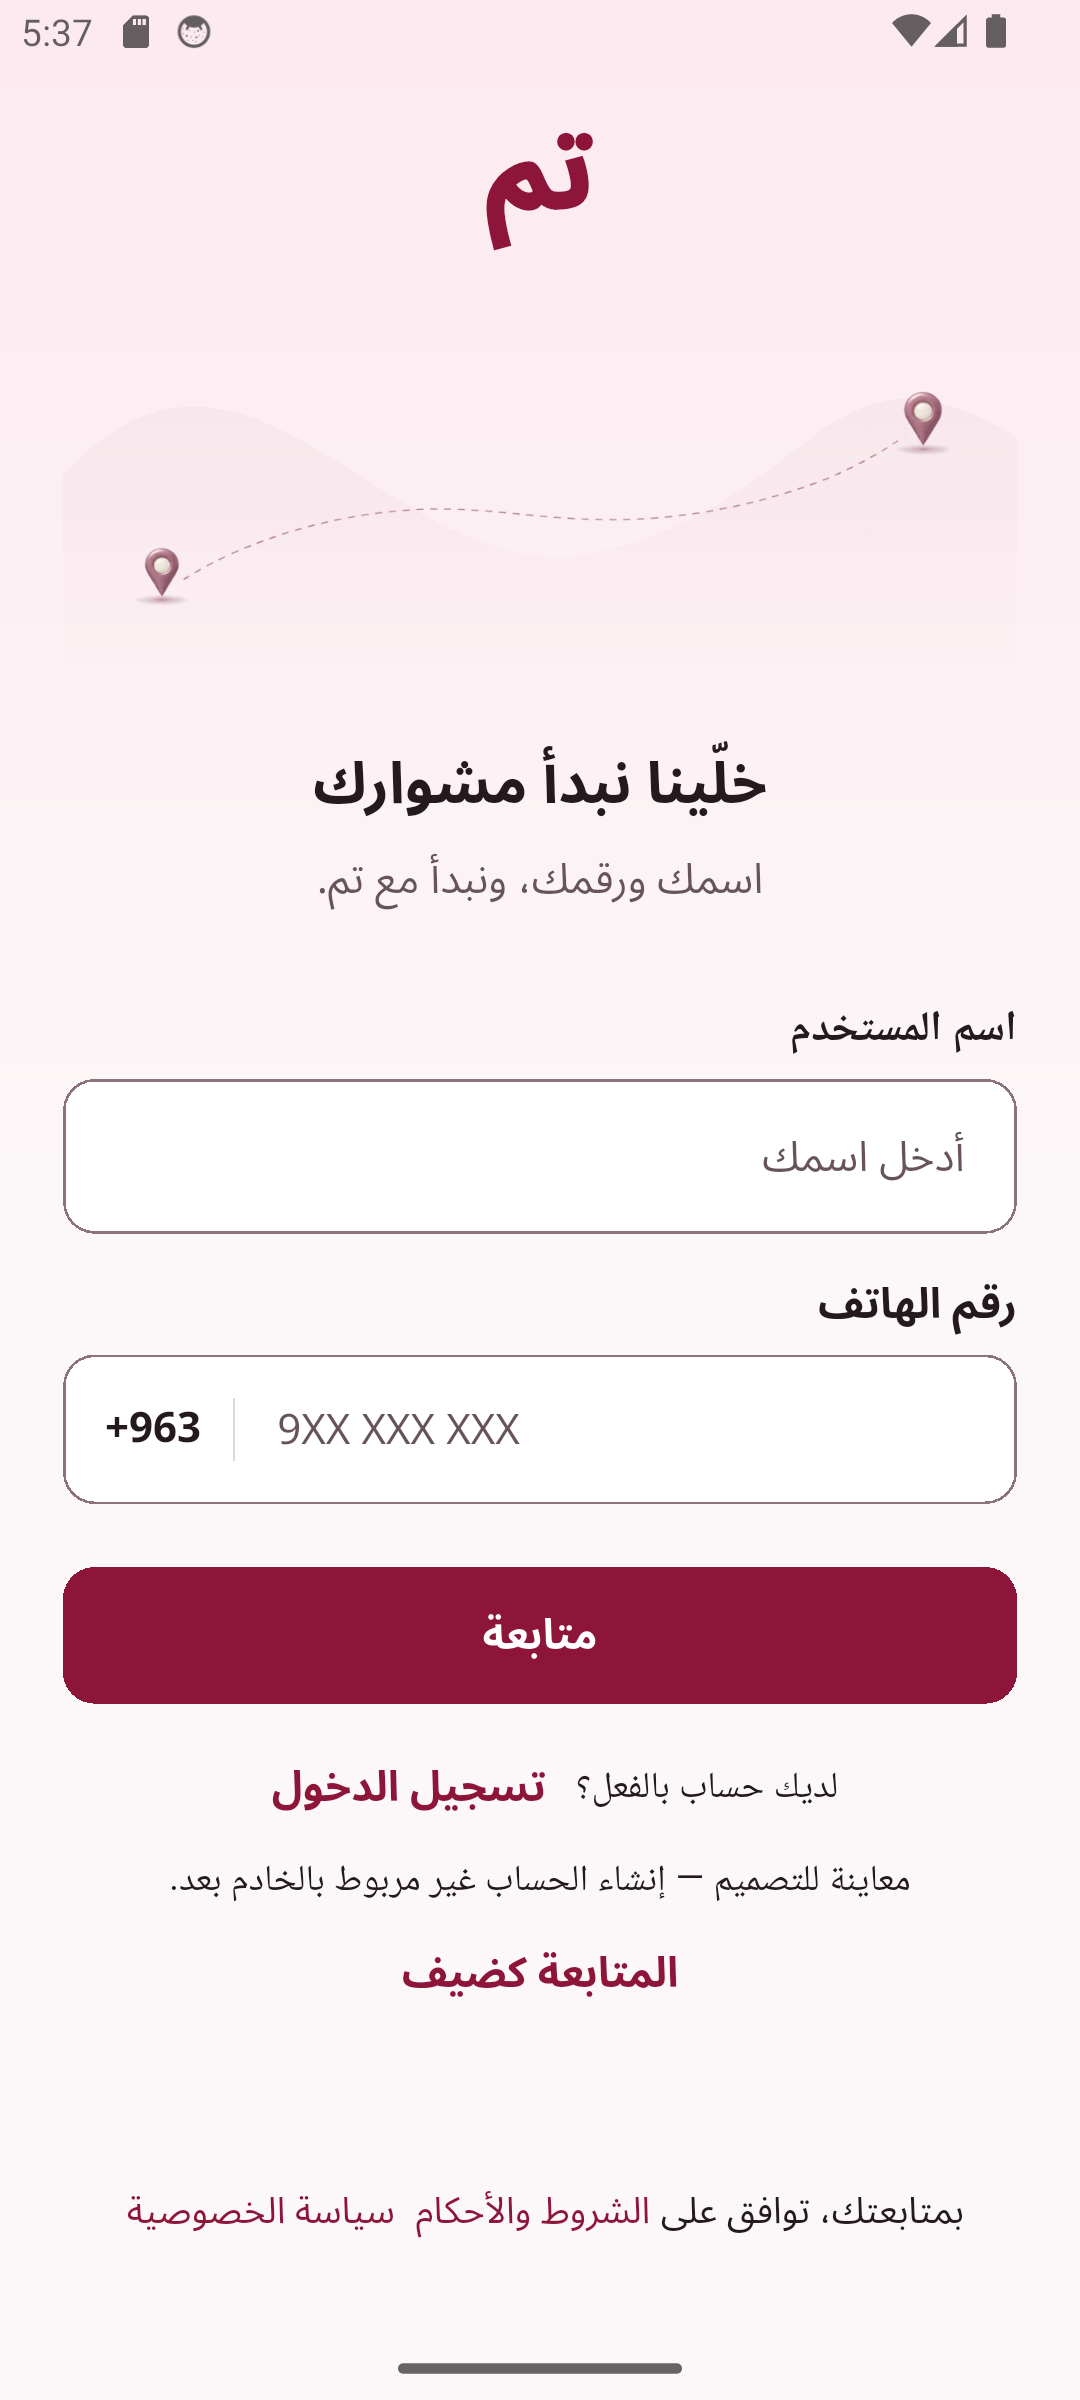 5:37
تم
خلّينا نبدأ مشوارك
اسمك ورقمك، ونبدأ مع تم.
اسم المستخدم
أدخل اسمك
رقم الهاتف
+963 9XX XXX XXX
متابعة
لديك حساب بالفعل؟ تسجيل الدخول
معاينة للتصميم — إنشاء الحساب غير مربوط بالخادم بعد.
المتابعة كضيف
بمتابعتك، توافق على الشروط والأحكام سياسة الخصوصية